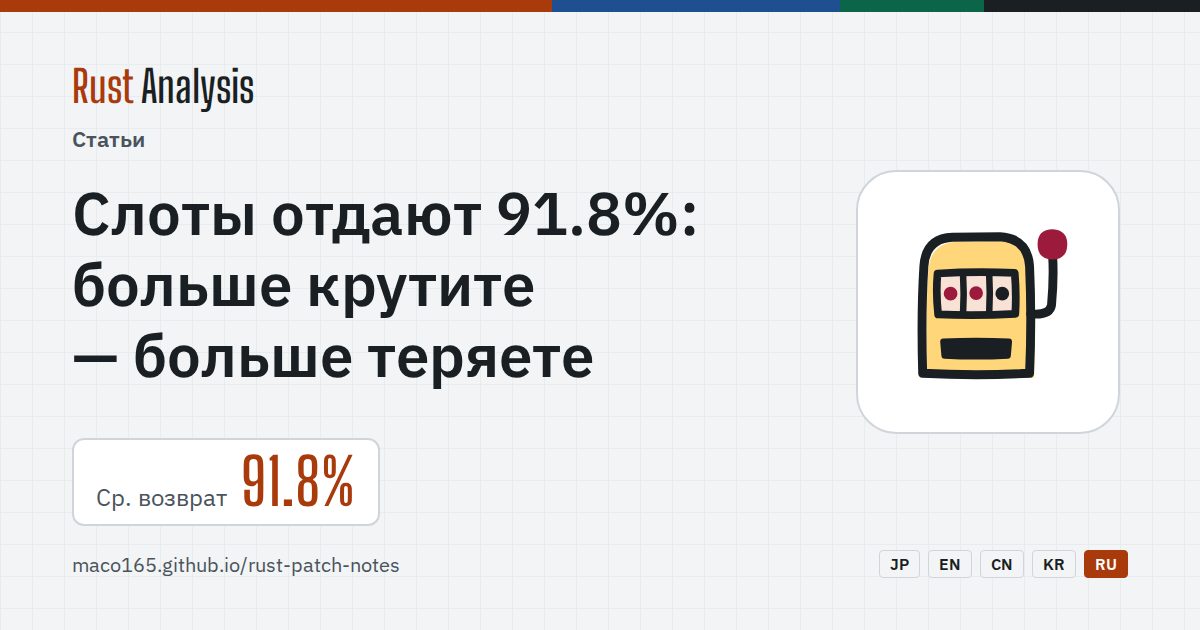 Rust Analysis
Статьи
Слоты отдают 91.8%:
больше крутите
— больше теряете
Ср. возврат 91.8%
maco165.github.io/rust-patch-notes
JP EN CN KR RU